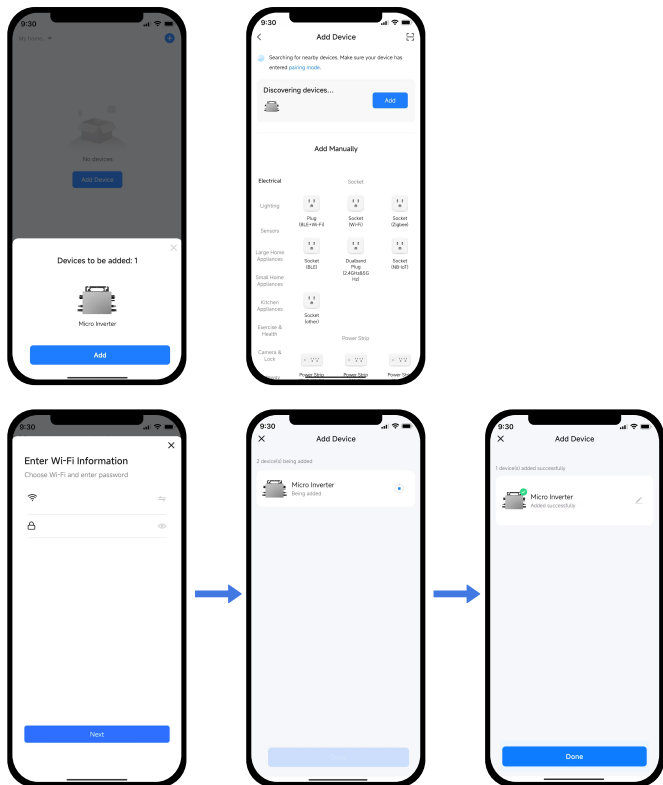 9:30
My Home...
No devices
Add Device
Devices to be added: 1
Micro Inverter
Add
9:30
Add Device
Searching for nearby devices. Make sure your device has
entered pairing mode.
Discovering devices...
Add
Add Manually
Electrical
Socket
Lighting
Plug
(BLE+Wi-Fi)
Socket
(Wi-Fi)
Socket
(Zigbee)
Sensors
Large Home
Appliances
Socket
(BLE)
Dualband
Plug
(2.4GHz&5G
Hz)
Socket
(NB-IoT)
Small Home
Appliances
Kitchen
Appliances
Socket
(other)
Exercise &
Health
Power Strip
Camera &
Lock
Power Strip
Power Strip
9:30
Enter Wi-Fi Information
Choose Wi-Fi and enter password
Next
9:30
Add Device
2 device(s) being added
Micro Inverter
Being added
9:30
Add Device
1 device(s) added successfully
Micro Inverter
Added successfully
Done